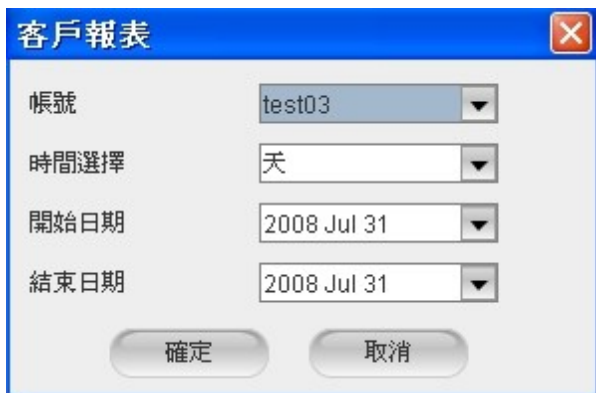 客戶報表
帳號 test03
時間選擇 天
開始日期 2008 Jul 31
結束日期 2008 Jul 31
確定 取消